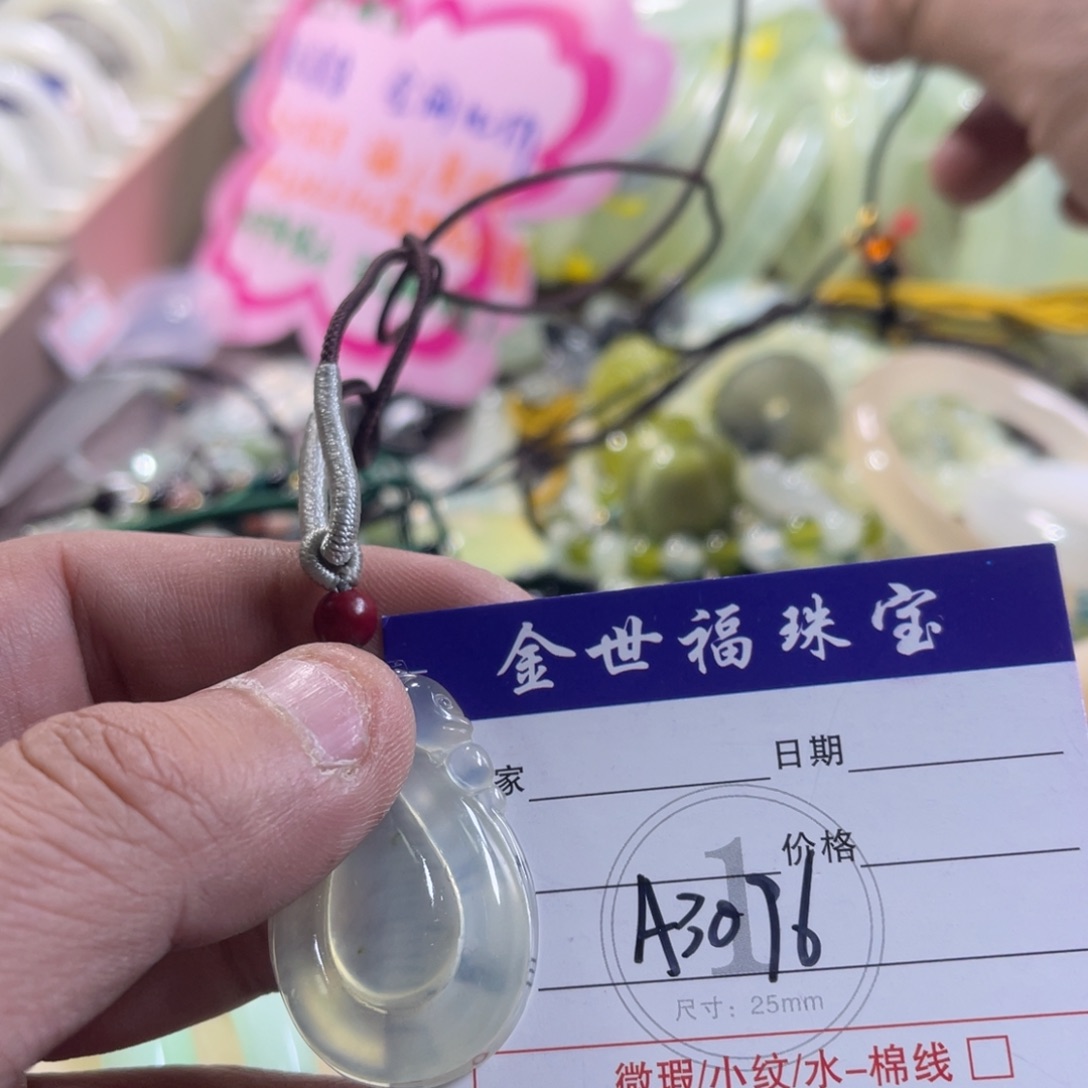 金世福珠宝
家 日期
价格
1
A3076
尺寸：25mm
微瑕/小纹/水-棉线